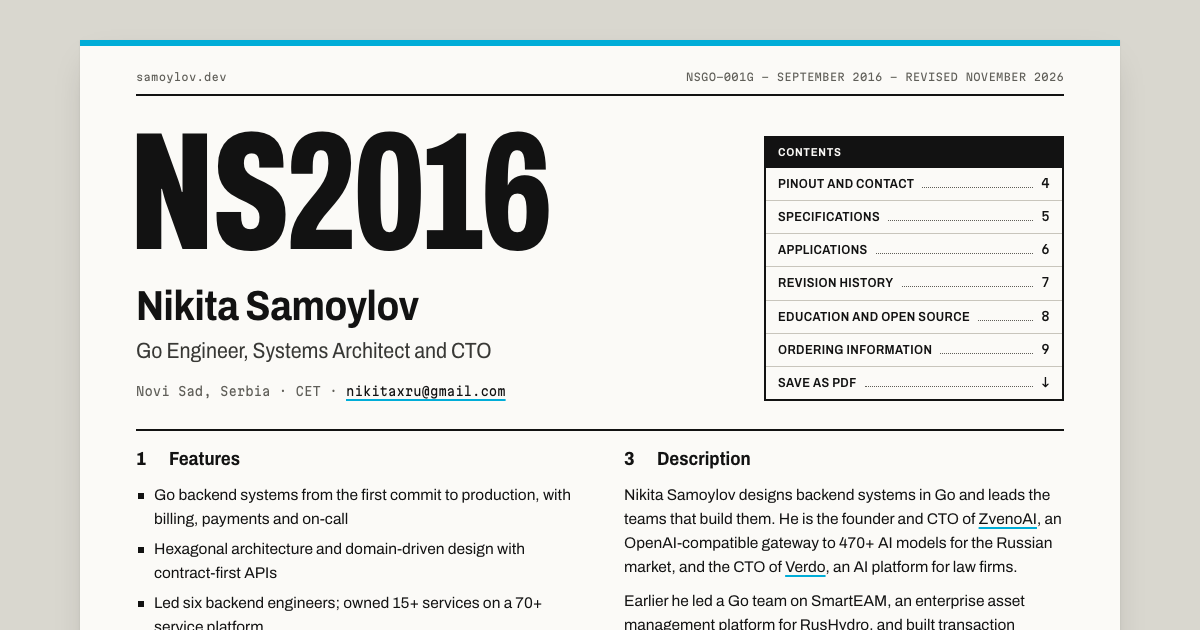 samoylov.dev
NSGO–001G – SEPTEMBER 2016 – REVISED NOVEMBER 2026
NS2016
Nikita Samoylov
Go Engineer, Systems Architect and CTO
Novi Sad, Serbia · CET · nikitaxru@gmail.com
CONTENTS
PINOUT AND CONTACT 4
SPECIFICATIONS 5
APPLICATIONS 6
REVISION HISTORY 7
EDUCATION AND OPEN SOURCE 8
ORDERING INFORMATION 9
SAVE AS PDF ↓
1 Features
Go backend systems from the first commit to production, with
billing, payments and on-call
Hexagonal architecture and domain-driven design with
contract-first APIs
Led six backend engineers; owned 15+ services on a 70+
service platform
3 Description
Nikita Samoylov designs backend systems in Go and leads the
teams that build them. He is the founder and CTO of ZvenoAI, an
OpenAI-compatible gateway to 470+ AI models for the Russian
market, and the CTO of Verdo, an AI platform for law firms.
Earlier he led a Go team on SmartEAM, an enterprise asset
management platform for RusHydro, and built transaction